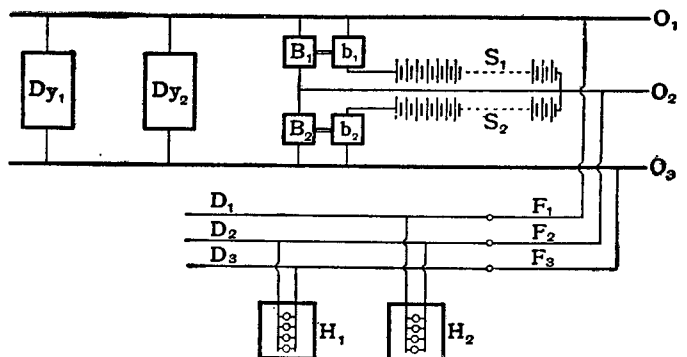 O₁
B₁ b₁
S₁
Dy₁ Dy₂
O₂
B₂ b₂
S₂
O₃
D₁ F₁
D₂ F₂
D₃ F₃
H₁ H₂